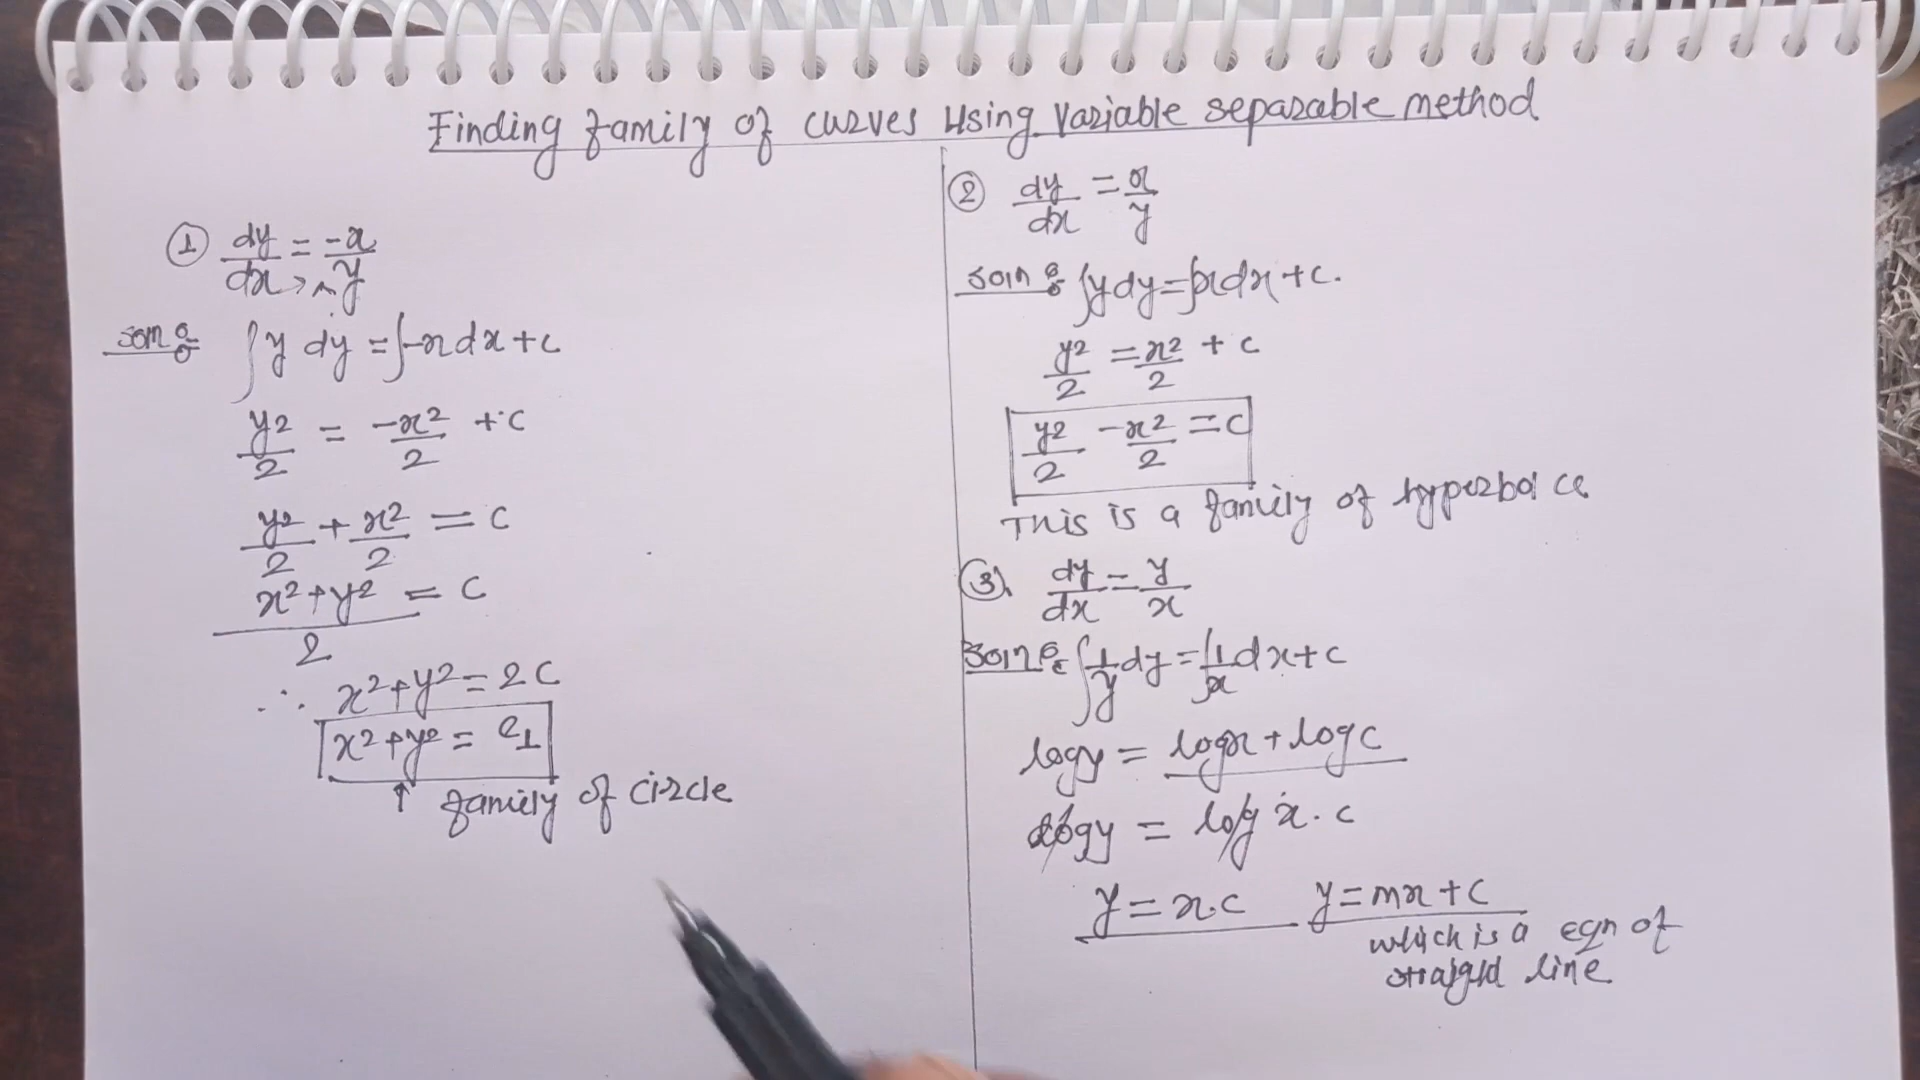 Finding family of curves using variable separable method
① dy/dx = -x/y
Soln :- ∫y dy = ∫-x dx + c
y²/2 = -x²/2 + c
y²/2 + x²/2 = c
x²+y²/2 = c
∴ x²+y² = 2c
x²+y² = c₁
↑ family of circle
② dy/dx = x/y
Soln :- ∫y dy = ∫x dx + c.
y²/2 = x²/2 + c
y²/2 - x²/2 = c
This is a family of hyperbola
③. dy/dx = y/x
Soln :- ∫1/y dy = ∫1/x dx + c
log y = log x + log c
log y = log x . c
y = x . c y = mx + c
which is a eqn of
straight line